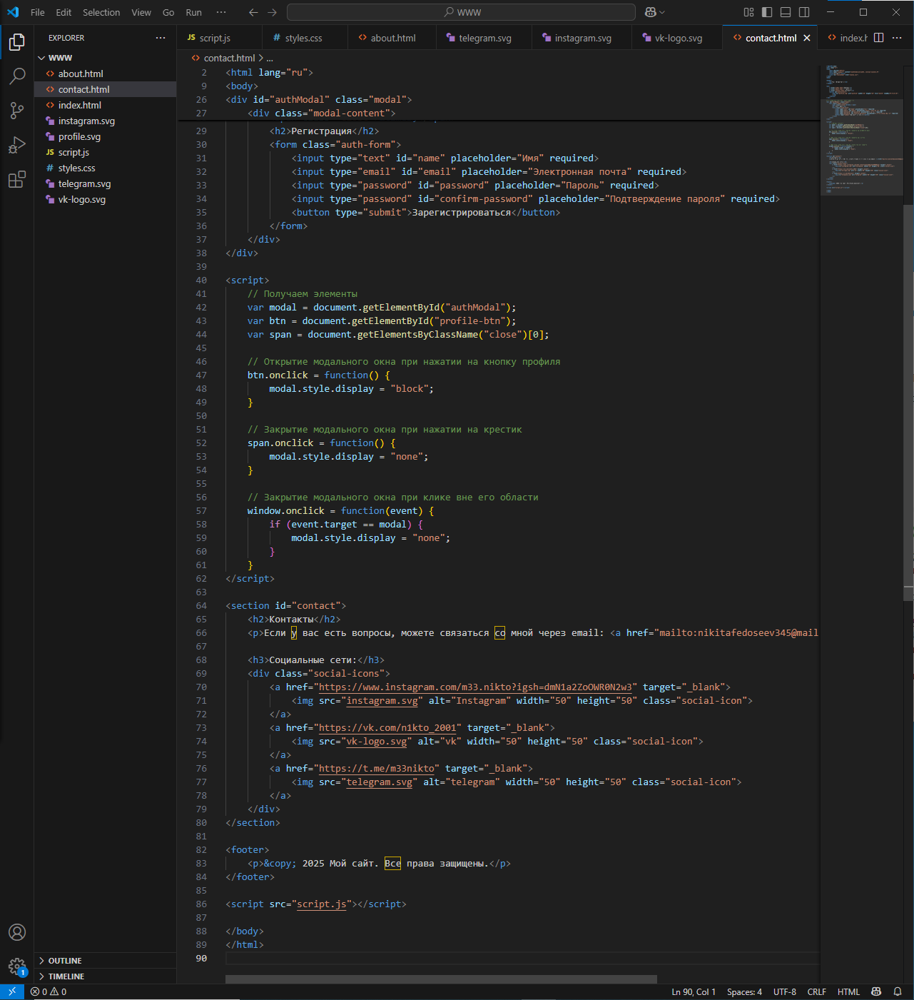 File Edit Selection View Go Run ··· WWW
EXPLORER ···
WWW
about.html
contact.html
index.html
instagram.svg
profile.svg
JS script.js
# styles.css
telegram.svg
vk-logo.svg
OUTLINE
TIMELINE
JS script.js # styles.css <> about.html telegram.svg instagram.svg vk-logo.svg <> contact.html <> index.h ···
<> contact.html > ...
2 <html lang="ru">
9 <body>
26 <div id="authModal" class="modal">
27 <div class="modal-content">
29 <h2>Регистрация</h2>
30 <form class="auth-form">
31 <input type="text" id="name" placeholder="Имя" required>
32 <input type="email" id="email" placeholder="Электронная почта" required>
33 <input type="password" id="password" placeholder="Пароль" required>
34 <input type="password" id="confirm-password" placeholder="Подтверждение пароля" required>
35 <button type="submit">Зарегистрироваться</button>
36 </form>
37 </div>
38 </div>
39
40 <script>
41 // Получаем элементы
42 var modal = document.getElementById("authModal");
43 var btn = document.getElementById("profile-btn");
44 var span = document.getElementsByClassName("close")[0];
45
46 // Открытие модального окна при нажатии на кнопку профиля
47 btn.onclick = function() {
48 modal.style.display = "block";
49 }
50
51 // Закрытие модального окна при нажатии на крестик
52 span.onclick = function() {
53 modal.style.display = "none";
54 }
55
56 // Закрытие модального окна при клике вне его области
57 window.onclick = function(event) {
58 if (event.target == modal) {
59 modal.style.display = "none";
60 }
61 }
62 </script>
63
64 <section id="contact">
65 <h2>Контакты</h2>
66 <p>Если у вас есть вопросы, можете связаться со мной через email: <a href="mailto:nikitafedoseev345@mail
67
68 <h3>Социальные сети:</h3>
69 <div class="social-icons">
70 <a href="https://www.instagram.com/m33.nikto?igsh=dmN1a2ZoOWR0N2w3" target="_blank">
71 <img src="instagram.svg" alt="Instagram" width="50" height="50" class="social-icon">
72 </a>
73 <a href="https://vk.com/n1kto_2001" target="_blank">
74 <img src="vk-logo.svg" alt="vk" width="50" height="50" class="social-icon">
75 </a>
76 <a href="https://t.me/m33nikto" target="_blank">
77 <img src="telegram.svg" alt="telegram" width="50" height="50" class="social-icon">
78 </a>
79 </div>
80 </section>
81
82 <footer>
83 <p>&copy; 2025 Мой сайт. Все права защищены.</p>
84 </footer>
85
86 <script src="script.js"></script>
87
88 </body>
89 </html>
90
1
0 0 Ln 90, Col 1 Spaces: 4 UTF-8 CRLF HTML